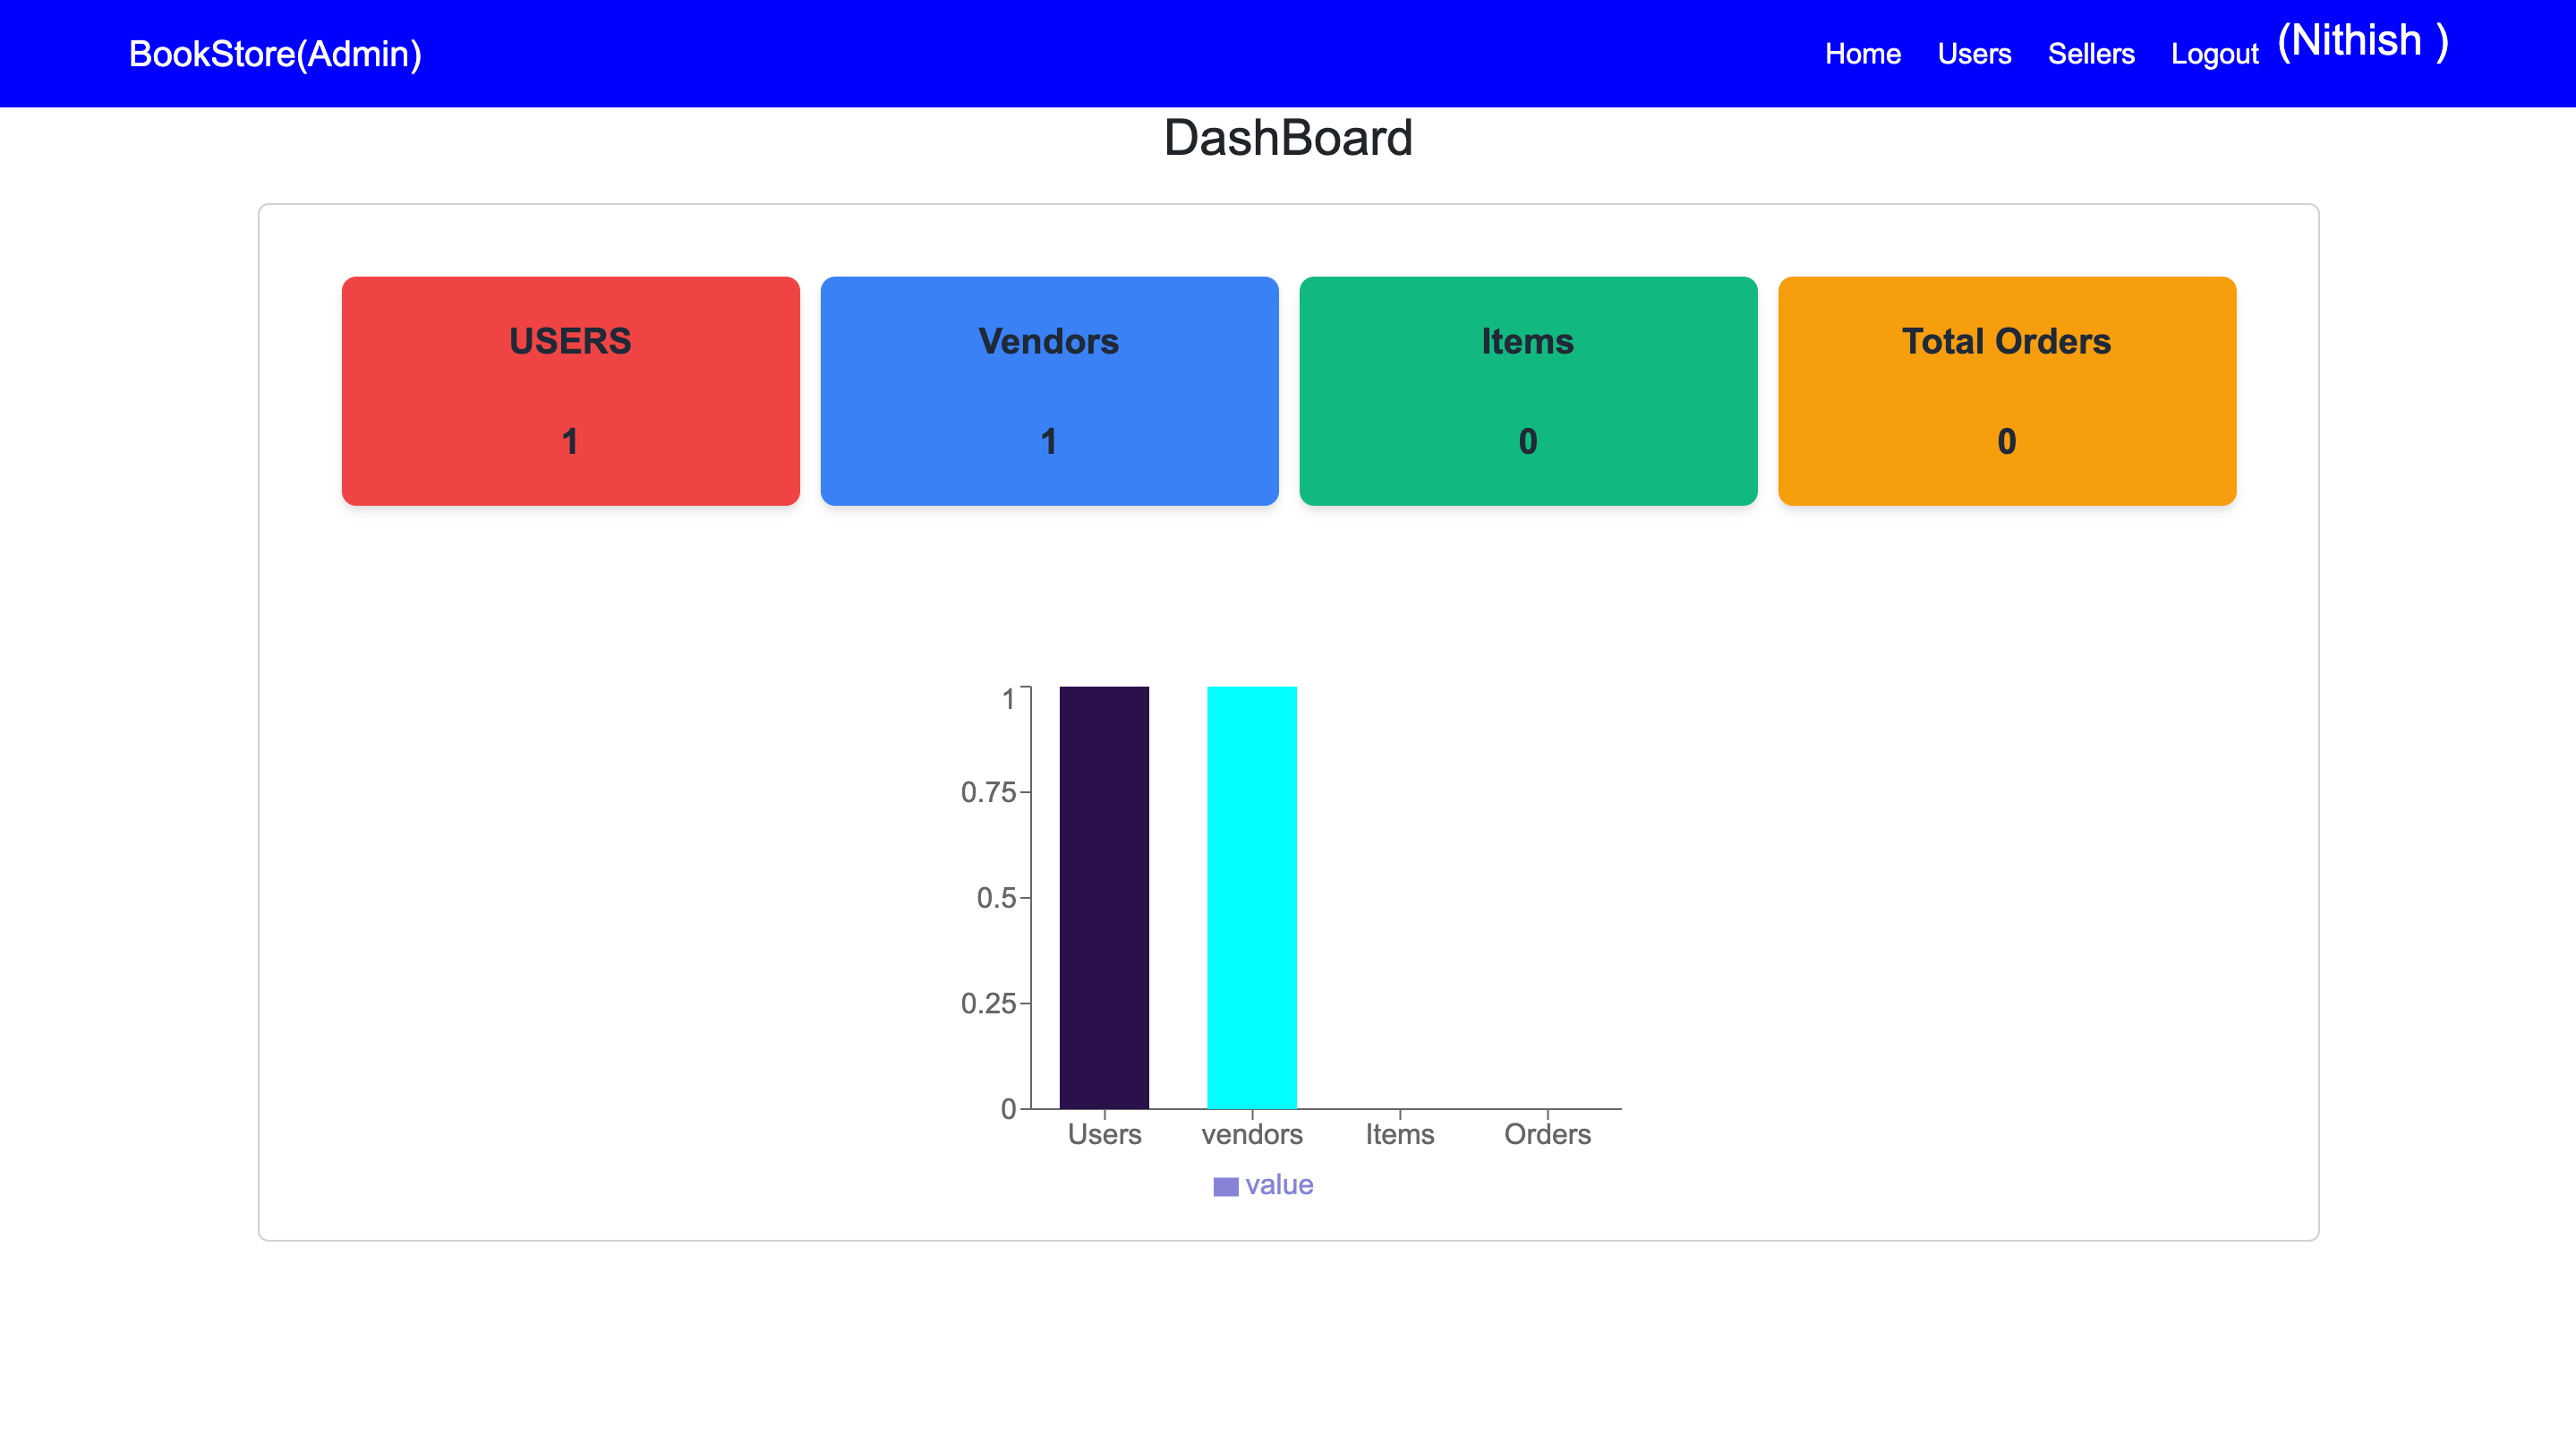 BookStore(Admin)
Home Users Sellers Logout (Nithish )
DashBoard
USERS Vendors Items Total Orders
1 1 0 0
1
0.75
0.5
0.25
0
Users vendors Items Orders
value